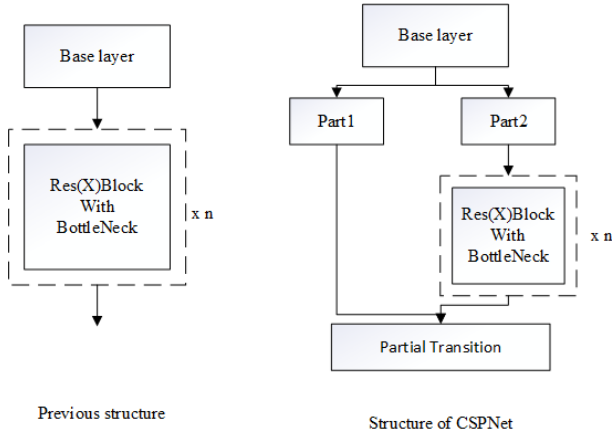 Base layer
Res(X)Block
With
BottleNeck
x n
Previous structure
Base layer
Part1
Part2
Res(X)Block
With
BottleNeck
x n
Partial Transition
Structure of CSPNet